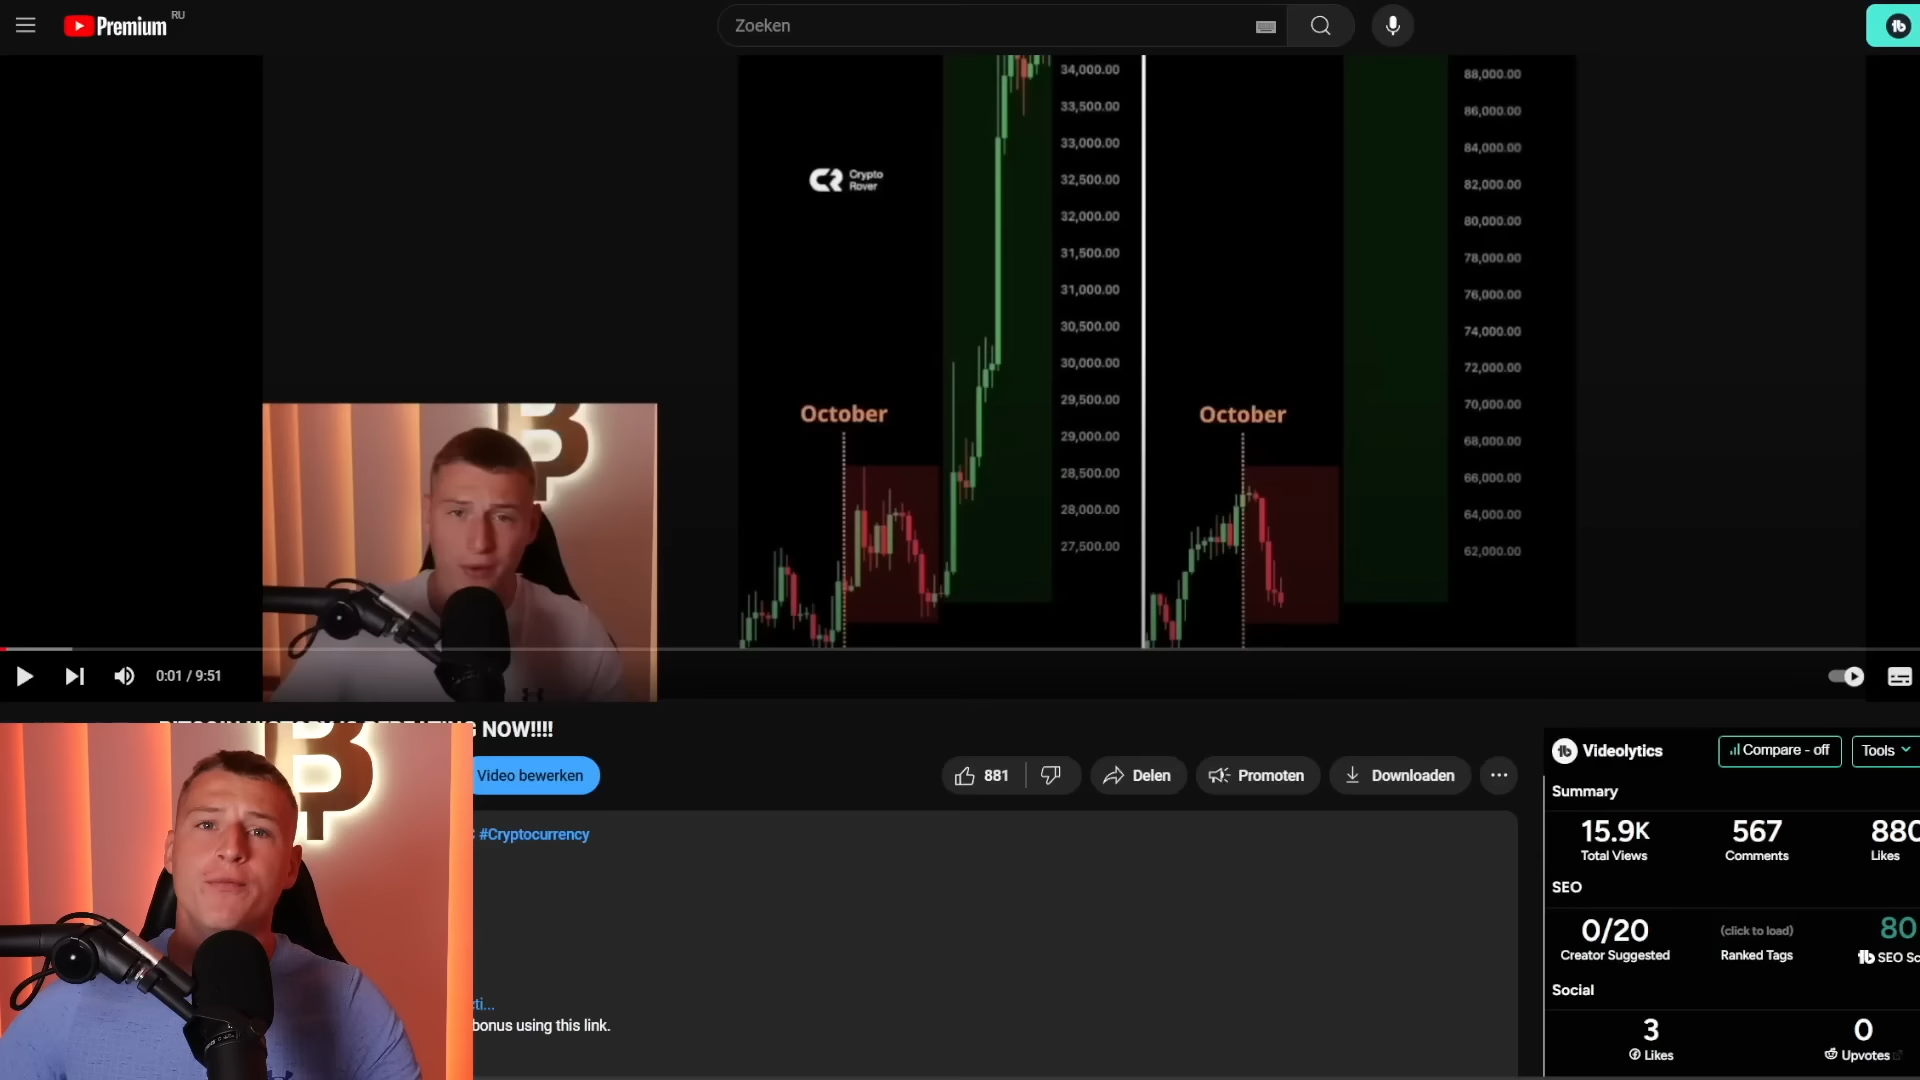 Premium
RU
Zoeken
34,000.00
33,500.00
33,000.00
32,500.00
32,000.00
31,500.00
31,000.00
30,500.00
30,000.00
29,500.00
29,000.00
28,500.00
28,000.00
27,500.00
88,000.00
86,000.00
84,000.00
82,000.00
80,000.00
78,000.00
76,000.00
74,000.00
72,000.00
70,000.00
68,000.00
66,000.00
64,000.00
62,000.00
Crypto
Rover
October
October
0:01 / 9:51
NOW!!!!
Video bewerken
881
Delen
Promoten
Downloaden
#Cryptocurrency
bonus using this link.
Videolytics
Compare - off
Tools
Summary
15.9K
Total Views
567
Comments
880
Likes
SEO
0/20
Creator Suggested
(click to load)
Ranked Tags
80
SEO Sc
Social
3
Likes
0
Upvotes